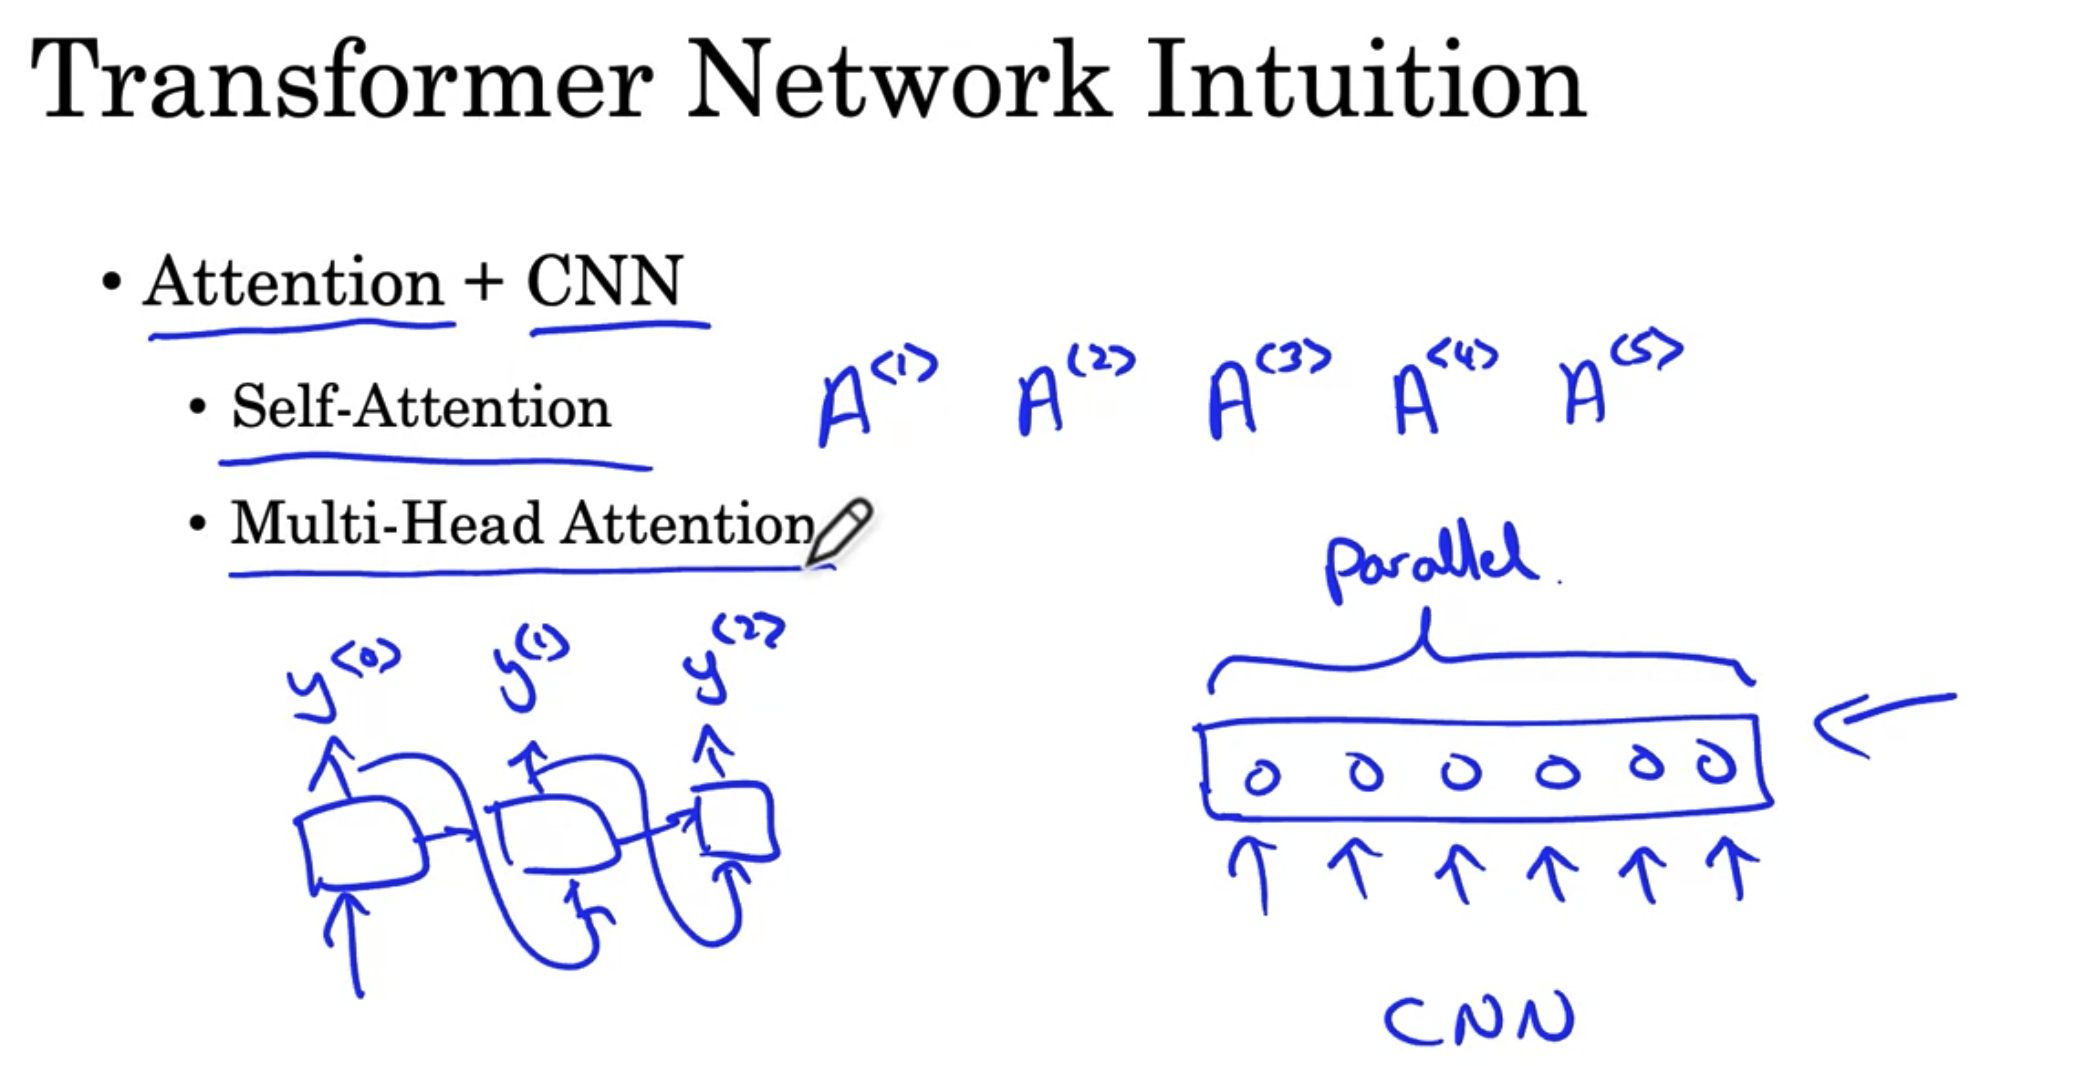 Transformer Network Intuition
• Attention + CNN
• Self-Attention
A<1> A<2> A<3> A<4> A<5>
• Multi-Head Attention
Parallel.
y<0> y<1> y<2>
o o o o o o
CNN